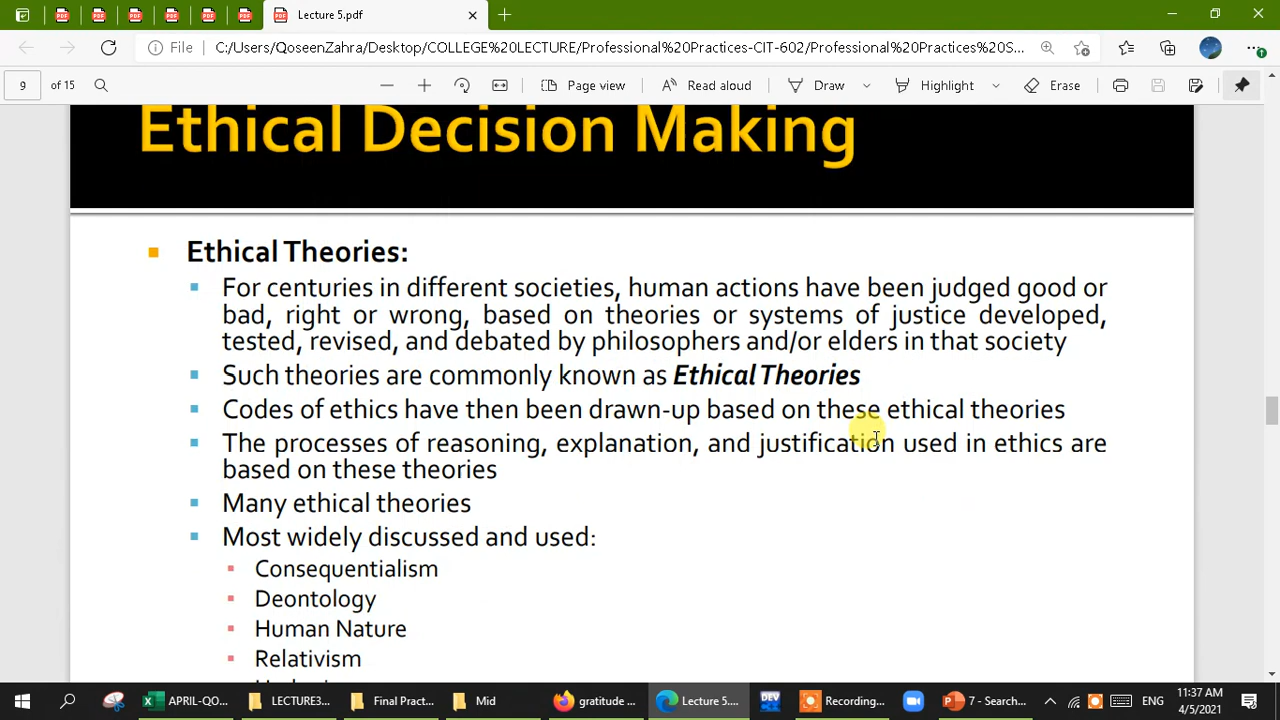 Lecture 5.pdf
File
C:/Users/QoseenZahra/Desktop/COLLEGE%20LECTURE/Professional%20Practices-CIT-602/Professional%20Practices%20S...
9 of 15
Page view
Read aloud
Draw
Highlight
Erase
Ethical Decision Making
Ethical Theories:
For centuries in different societies, human actions have been judged good or
bad, right or wrong, based on theories or systems of justice developed,
tested, revised, and debated by philosophers and/or elders in that society
Such theories are commonly known as Ethical Theories
Codes of ethics have then been drawn-up based on these ethical theories
The processes of reasoning, explanation, and justification used in ethics are
based on these theories
Many ethical theories
Most widely discussed and used:
Consequentialism
Deontology
Human Nature
Relativism
APRIL-QO...
LECTURE3...
Final Practi...
Mid
gratitude ...
Lecture 5....
DEV
Recording...
7 - Search...
ENG
11:37 AM
4/5/2021